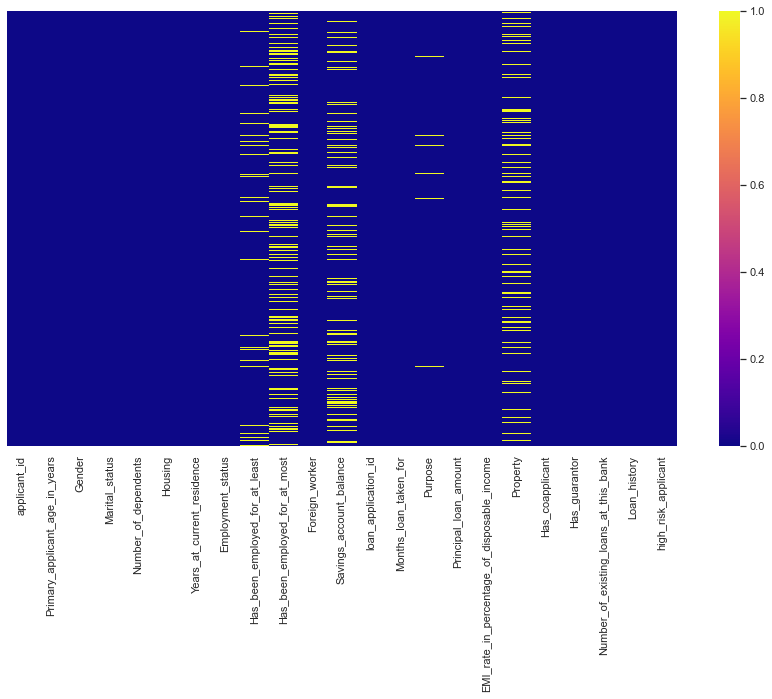 1.0
0.8
0.6
0.4
0.2
0.0
applicant_id
Primary_applicant_age_in_years
Gender
Marital_status
Number_of_dependents
Housing
Years_at_current_residence
Employment_status
Has_been_employed_for_at_least
Has_been_employed_for_at_most
Foreign_worker
Savings_account_balance
loan_application_id
Months_loan_taken_for
Purpose
Principal_loan_amount
EMI_rate_in_percentage_of_disposable_income
Property
Has_coapplicant
Has_guarantor
Number_of_existing_loans_at_this_bank
Loan_history
high_risk_applicant